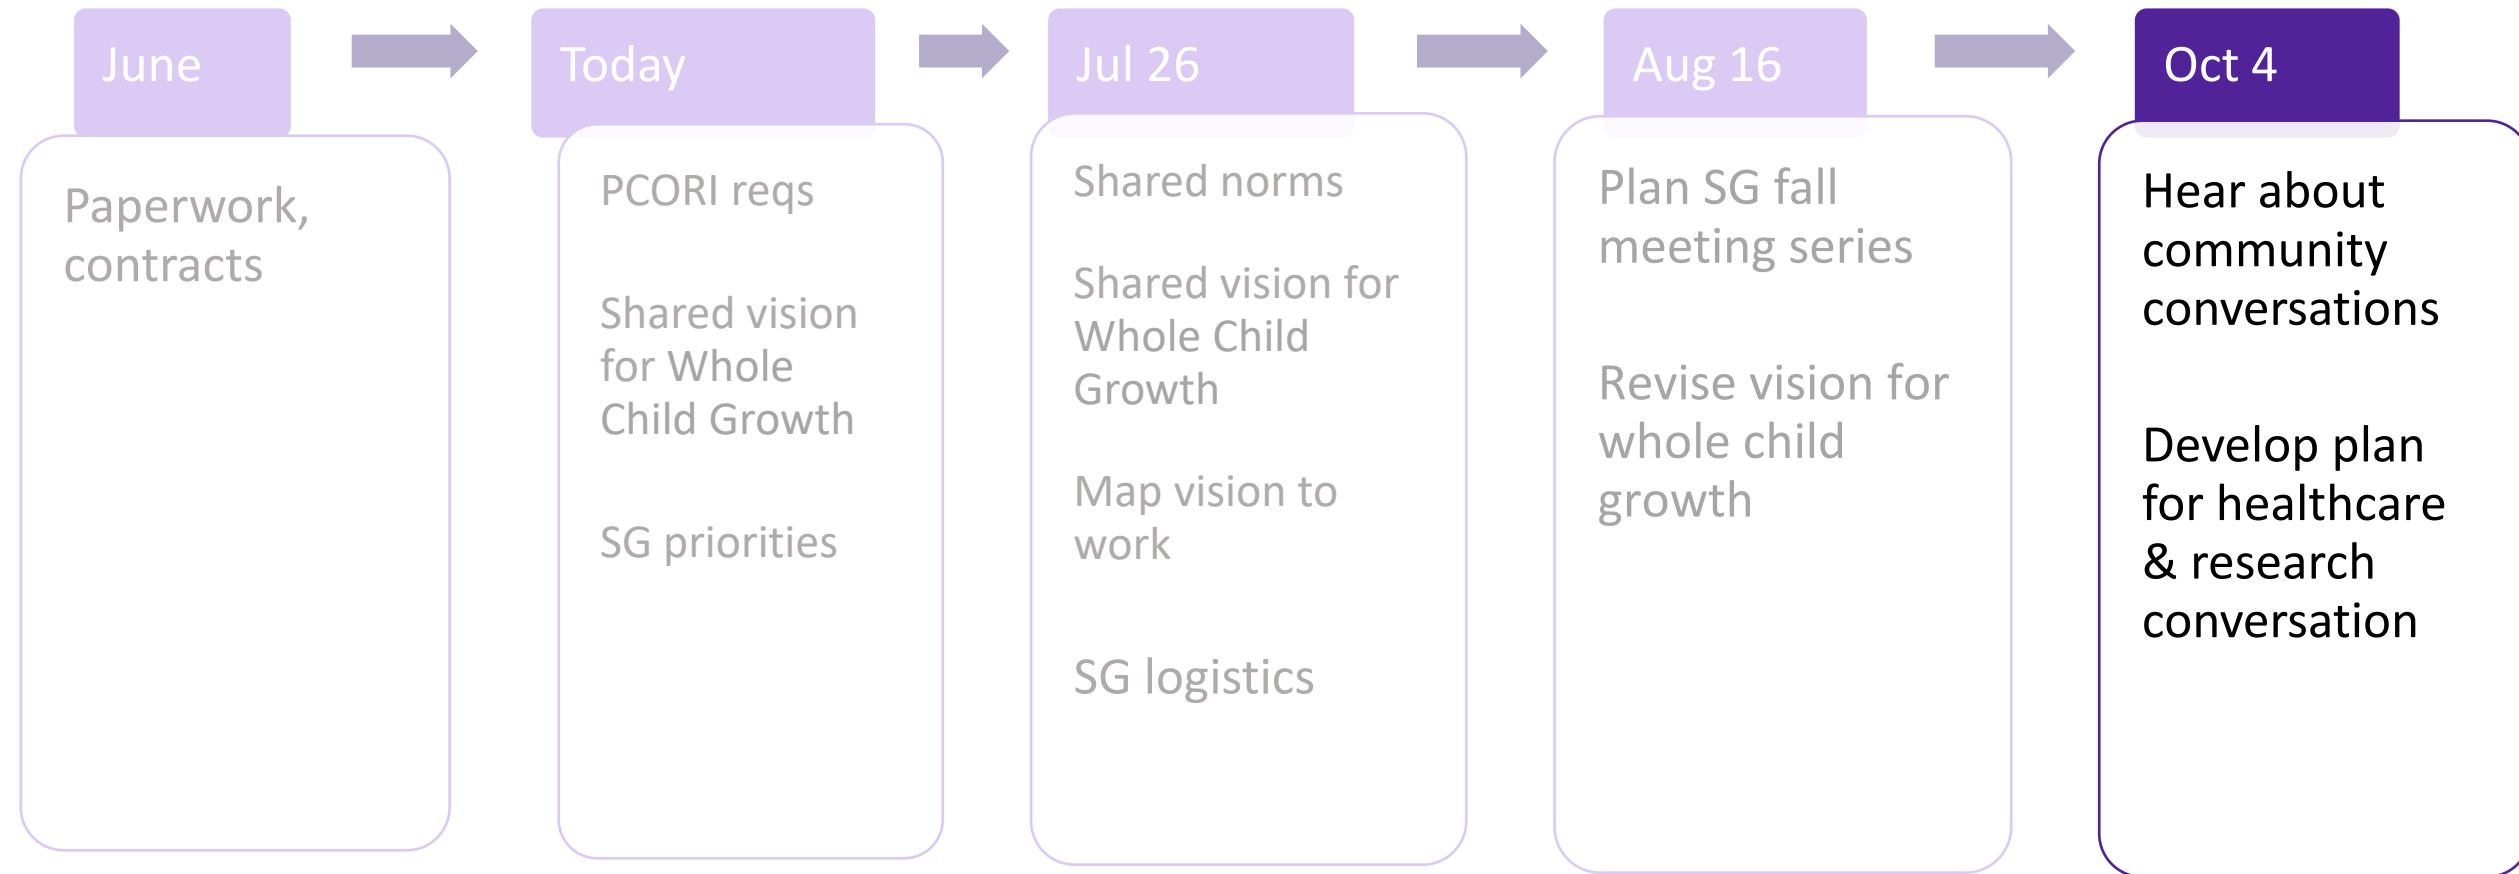 June
Paperwork,
contracts
Today
PCORI reqs
Shared vision
for Whole
Child Growth
SG priorities
Jul 26
Shared norms
Shared vision for
Whole Child
Growth
Map vision to
work
SG logistics
Aug 16
Plan SG fall
meeting series
Revise vision for
whole child
growth
Oct 4
Hear about
community
conversations
Develop plan
for healthcare
& research
conversation